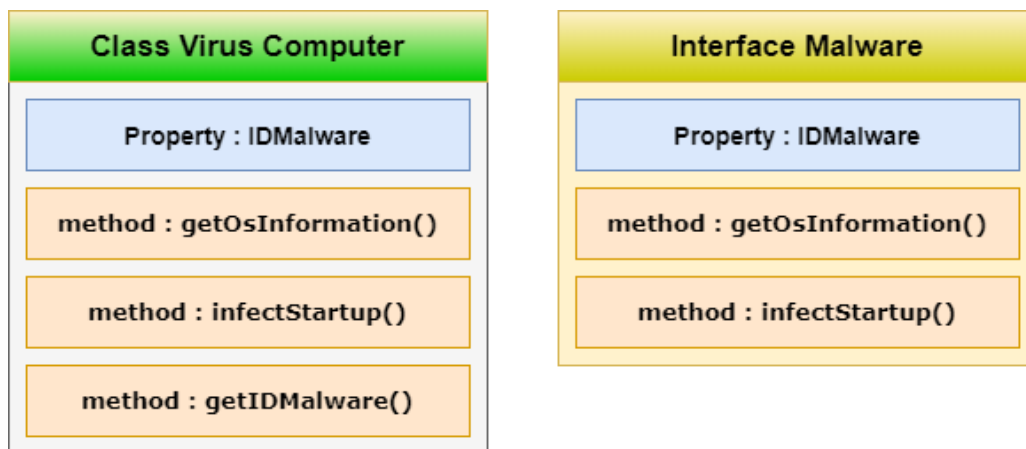 Class Virus Computer
Property : IDMalware
method : getOsInformation()
method : infectStartup()
method : getIDMalware()
Interface Malware
Property : IDMalware
method : getOsInformation()
method : infectStartup()